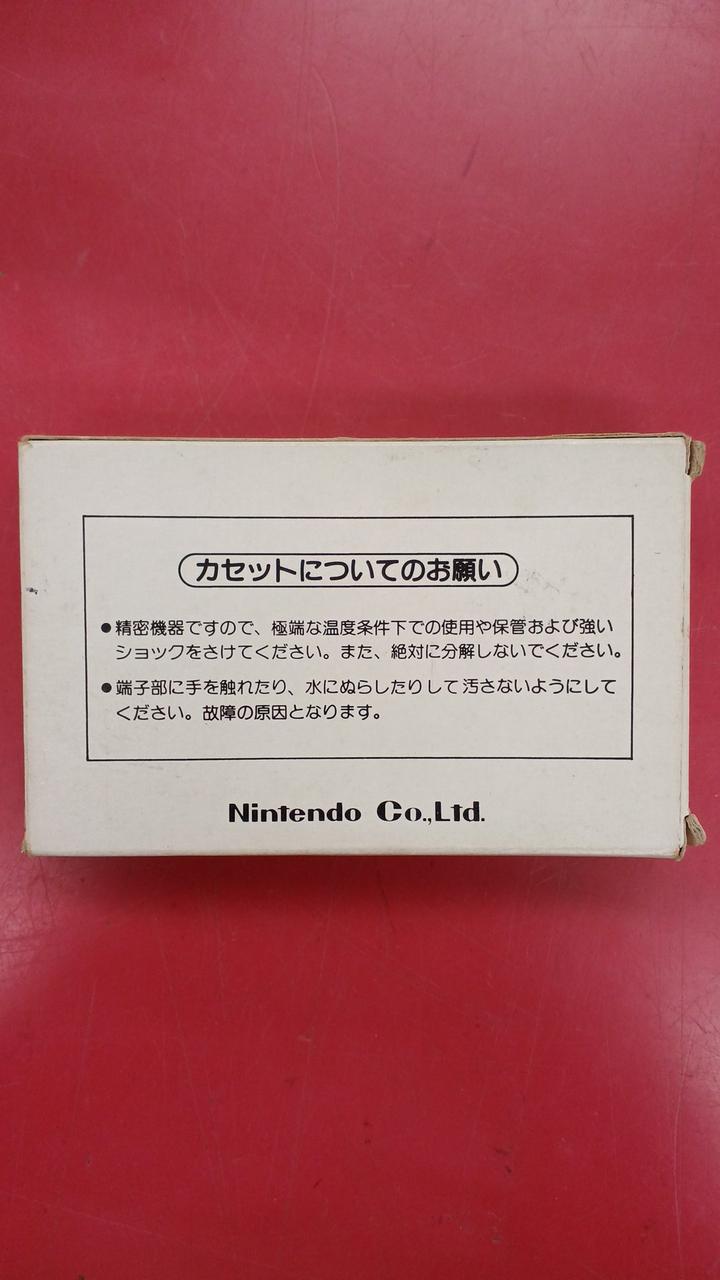 カセットについてのお願い
●精密機器ですので、極端な温度条件下での使用や保管および強い
ショックをさけてください。また、絶対に分解しないでください。
●端子部に手を触れたり、水にぬらしたりして汚さないようにして
ください。故障の原因となります。
Nintendo Co.,Ltd.